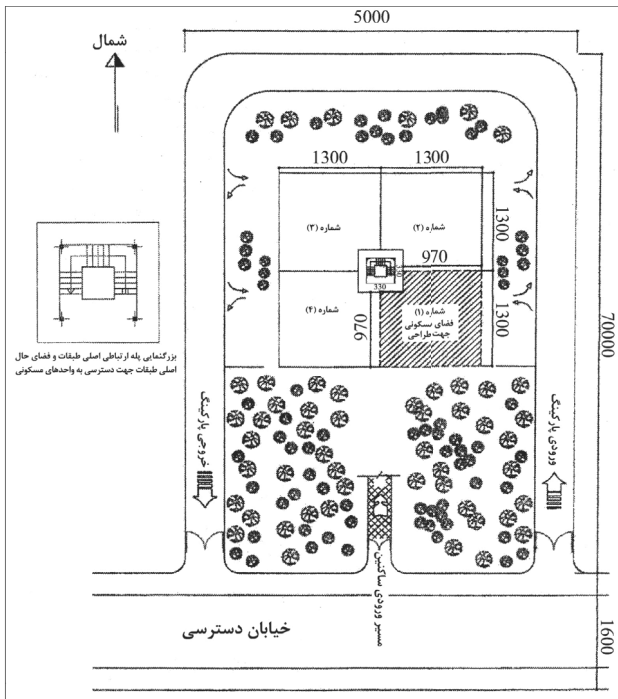 5000
شمال
1300
1300
شماره (۳)
شماره (۲)
1300
970
330
70000
شماره (۴)
970
شماره (۱)
فضای مسکونی
جهت طراحی
1300
بزرگنمایی پله ارتباطی اصلی طبقات و فضای حال
اصلی طبقات جهت دسترسی به واحدهای مسکونی
خروجی پارکینگ
ورودی پارکینگ
مسیر ورودی ساکنین
خیابان دسترسی
1600